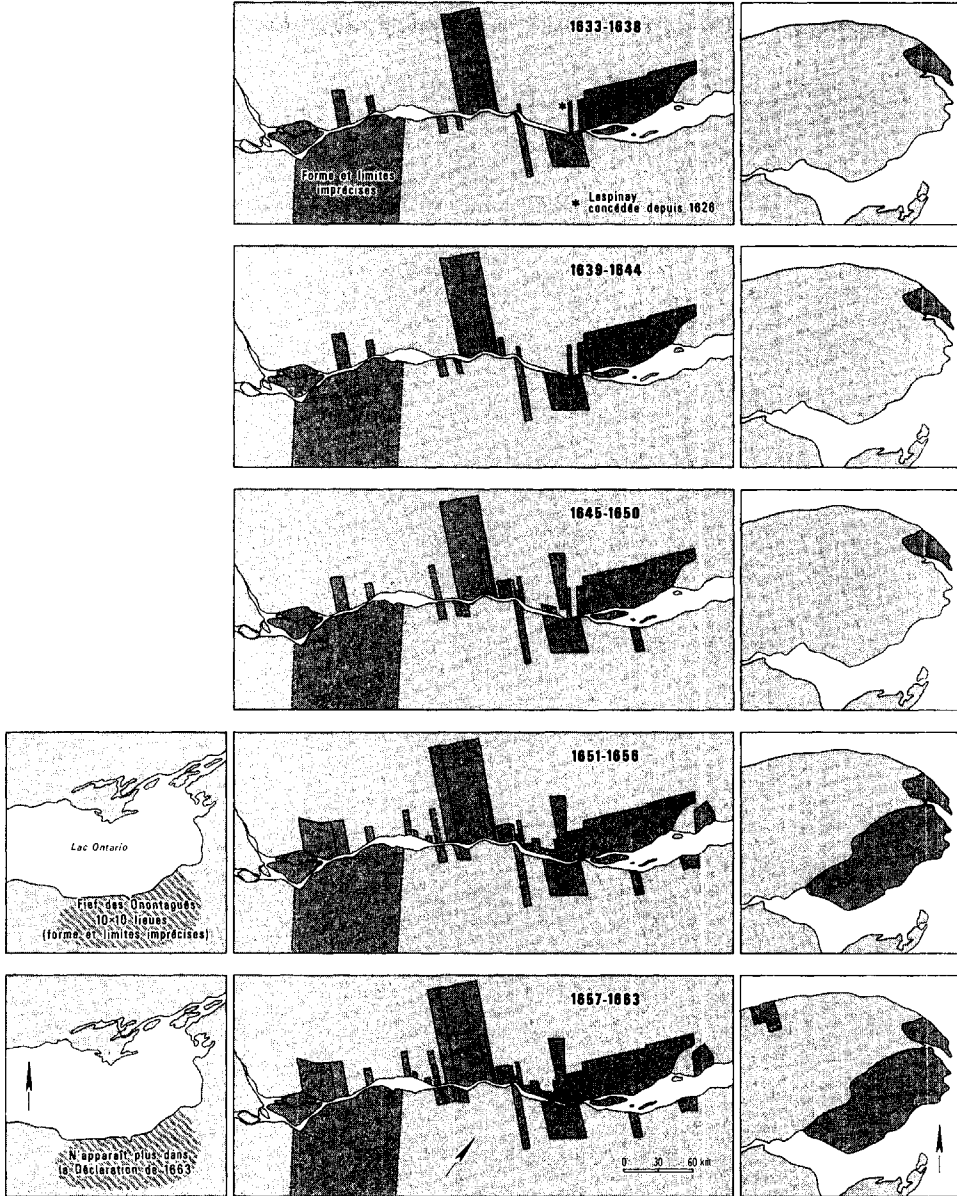 1633-1638
Forme et limites
imprécises
* Lespinay
concédée depuis 1626
1639-1644
1645-1650
1651-1656
Lac Ontario
Fief des Onontagués
10×10 lieues
(forme et limites imprécises)
1657-1663
N'apparaît plus dans
la Déclaration de 1663
0 30 60 km